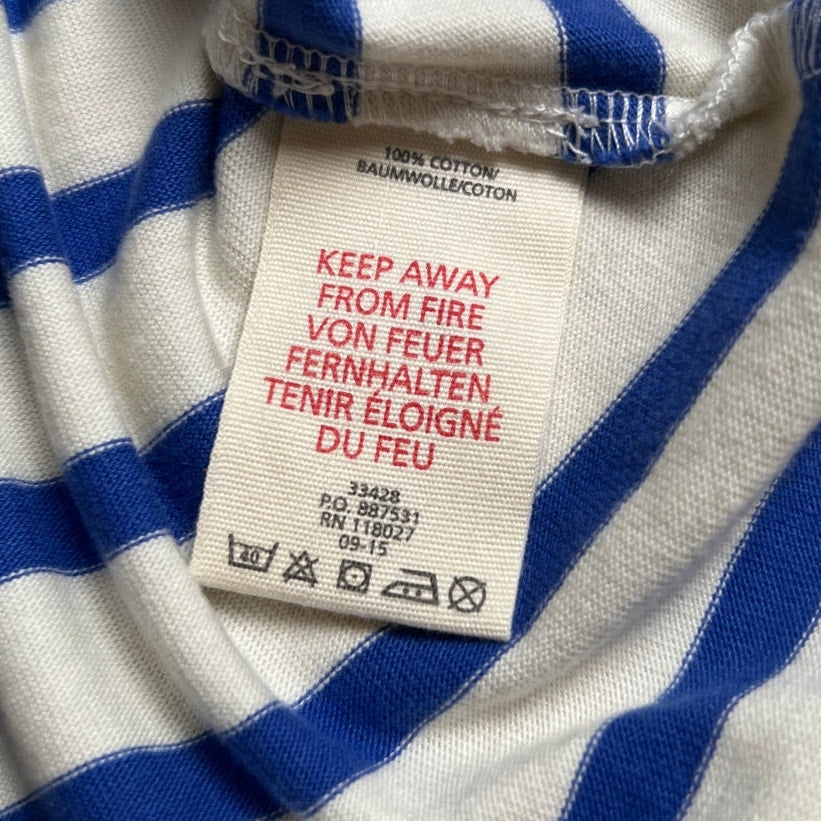 100% COTTON/
BAUMWOLLE/COTON
KEEP AWAY
FROM FIRE
VON FEUER
FERNHALTEN
TENIR ÉLOIGNÉ
DU FEU
33428
P.O. 887531
RN 118027
09-15
40